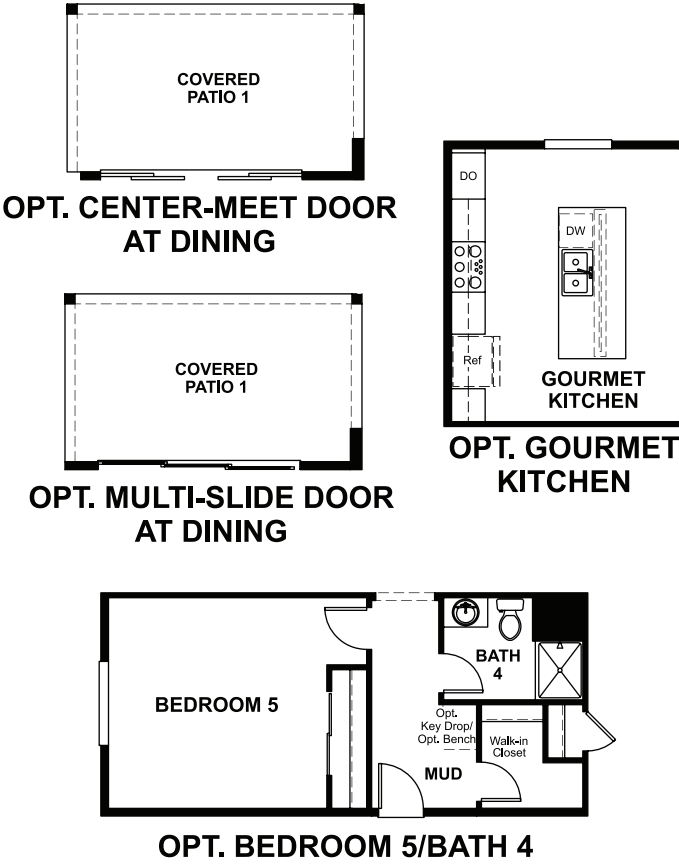 COVERED
PATIO 1
OPT. CENTER-MEET DOOR
AT DINING
DO
DW
Ref
GOURMET
KITCHEN
OPT. GOURMET
KITCHEN
COVERED
PATIO 1
OPT. MULTI-SLIDE DOOR
AT DINING
BEDROOM 5
BATH
4
Opt.
Key Drop/
Opt. Bench
Walk-in
Closet
MUD
OPT. BEDROOM 5/BATH 4